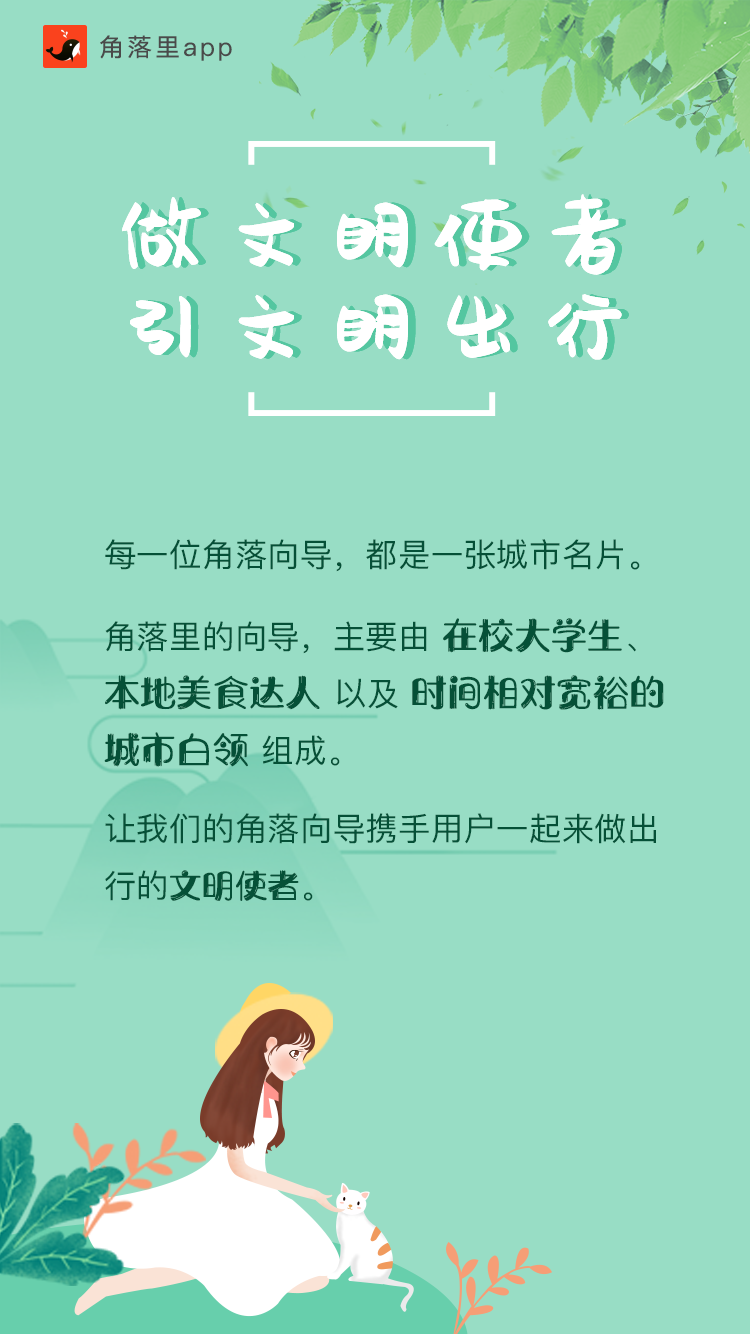 角落里app
做文明使者
引文明出行
每一位角落向导，都是一张城市名片。
角落里的向导，主要由 在校大学生、
本地美食达人 以及 时间相对宽裕的
城市白领 组成。
让我们的角落向导携手用户一起来做出
行的文明使者。